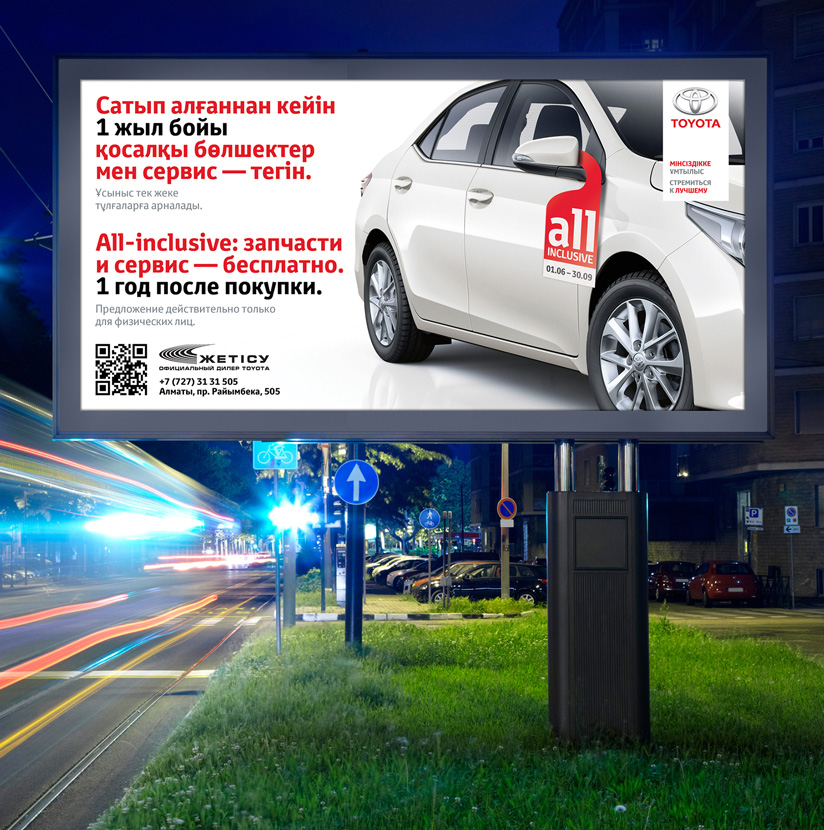 Сатып алғаннан кейін
1 жыл бойы
қосалқы бөлшектер
мен сервис — тегін.
Ұсыныс тек жеке
тұлғаларға арналады.
All-inclusive: запчасти
и сервис — бесплатно.
1 год после покупки.
Предложение действительно только
для физических лиц.
ЖЕТІСУ
ОФИЦИАЛЬНЫЙ ДИЛЕР TOYOTA
+7 (727) 31 31 505
Алматы, пр. Райымбека, 505
all
INCLUSIVE
01.06 – 30.09
TOYOTA
МІНСІЗДІККЕ
ҰМТЫЛЫС
СТРЕМИТЬСЯ
К ЛУЧШЕМУ
P